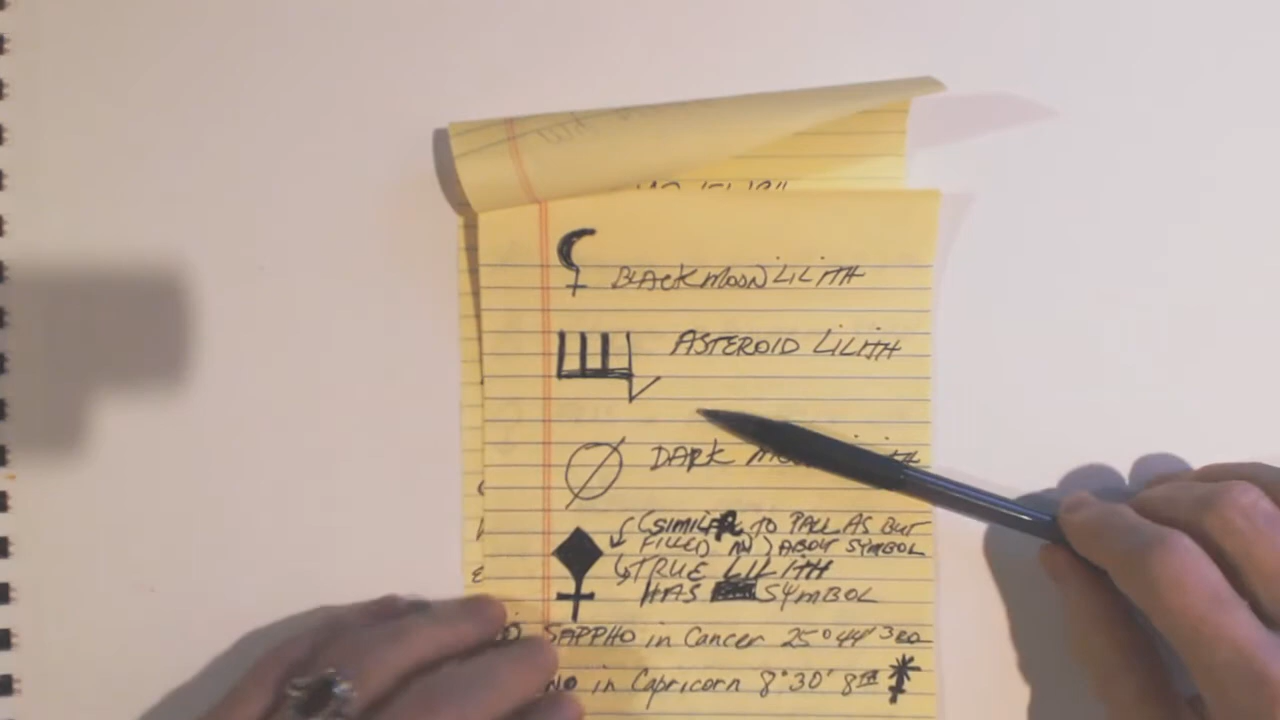 BLACK MOON LILITH
ASTEROID LILITH
DARK
(SIMILAR TO PALLAS BUT
FILLED IN) ABOUT SYMBOL
TRUE LILITH
HAS SYMBOL
SAPPHO in Cancer 25°44' 3RD
in Capricorn 8°30' 8TH